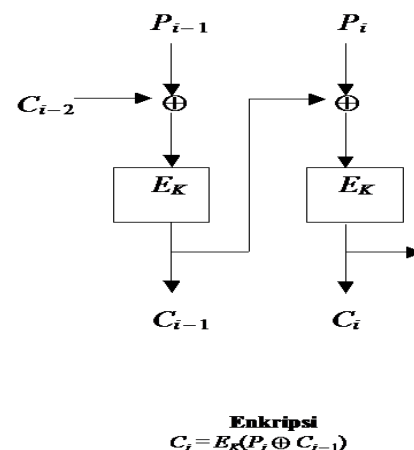 P_{i-1} P_i
C_{i-2} ⊕ ⊕
E_K E_K
C_{i-1} C_i
Enkripsi
C_i = E_K(P_i ⊕ C_{i-1})